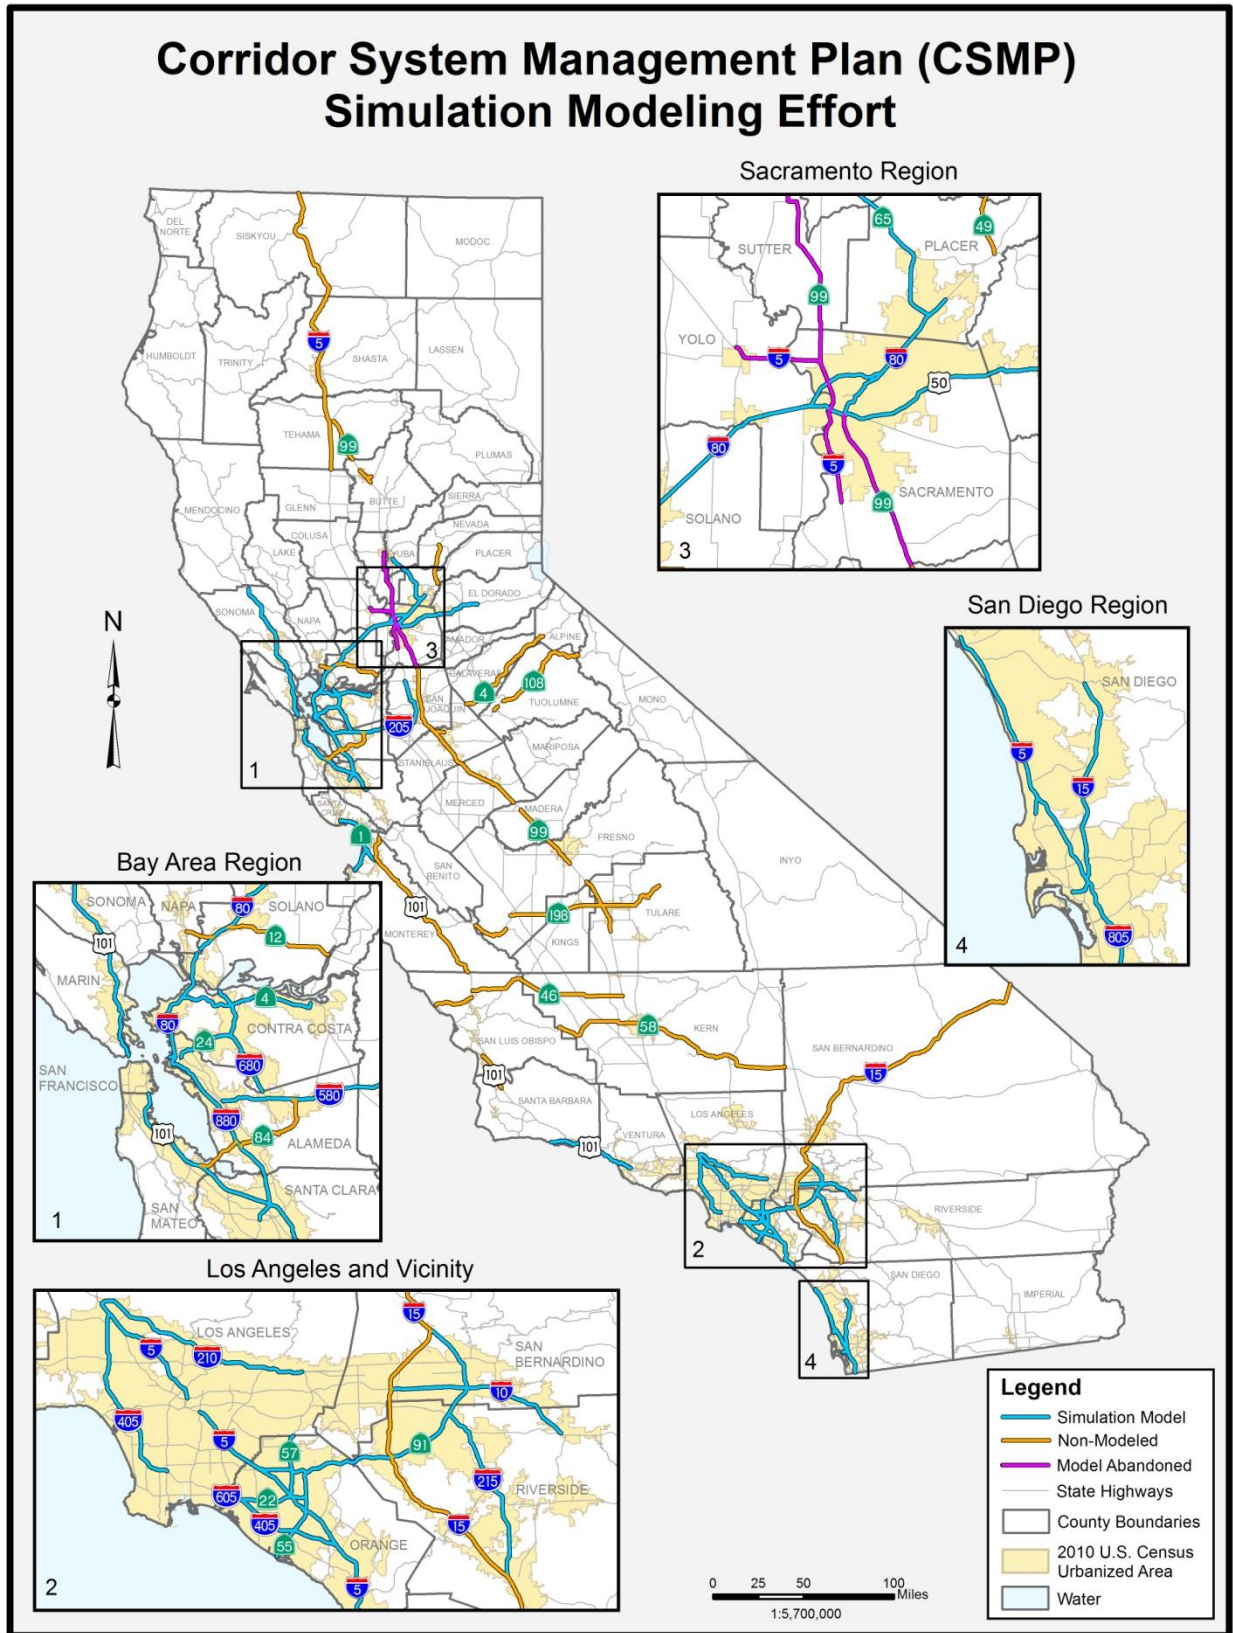 Corridor System Management Plan (CSMP)
Simulation Modeling Effort
Sacramento Region
65
49
SUTTER
PLACER
99
YOLO
5
80
50
80
5
SACRAMENTO
99
SOLANO
3
DEL
NORTE
SISKYOU
MODOC
5
HUMBOLDT
TRINITY
SHASTA
LASSEN
TEHAMA
99
PLUMAS
BUTTE
MENDOCINO
GLENN
SIERRA
NEVADA
COLUSA
LAKE
YUBA
PLACER
SONOMA
NAPA
EL DORADO
AMADOR
ALPINE
3
CALAVERAS
4
108
SAN
JOAQUIN
TUOLUMNE
MONO
205
1
STANISLAUS
MARIPOSA
MERCED
MADERA
SANTA
CRUZ
1
99
FRESNO
SAN
BENITO
INYO
101
198
TULARE
MONTEREY
KINGS
46
58
KERN
SAN LUIS OBISPO
SAN BERNARDINO
101
15
SANTA BARBARA
LOS ANGELES
VENTURA
101
RIVERSIDE
2
SAN DIEGO
IMPERIAL
4
N
San Diego Region
SAN DIEGO
5
15
805
4
Bay Area Region
SONOMA
NAPA
80
SOLANO
101
12
MARIN
4
80
CONTRA COSTA
24
680
SAN
FRANCISCO
580
880
101
84
ALAMEDA
SANTA CLARA
SAN
MATEO
1
Los Angeles and Vicinity
15
LOS ANGELES
5
210
SAN
BERNARDINO
10
405
5
57
91
215
605
22
RIVERSIDE
405
15
55
ORANGE
5
2
Legend
Simulation Model
Non-Modeled
Model Abandoned
State Highways
County Boundaries
2010 U.S. Census
Urbanized Area
Water
0 25 50 100
Miles
1:5,700,000